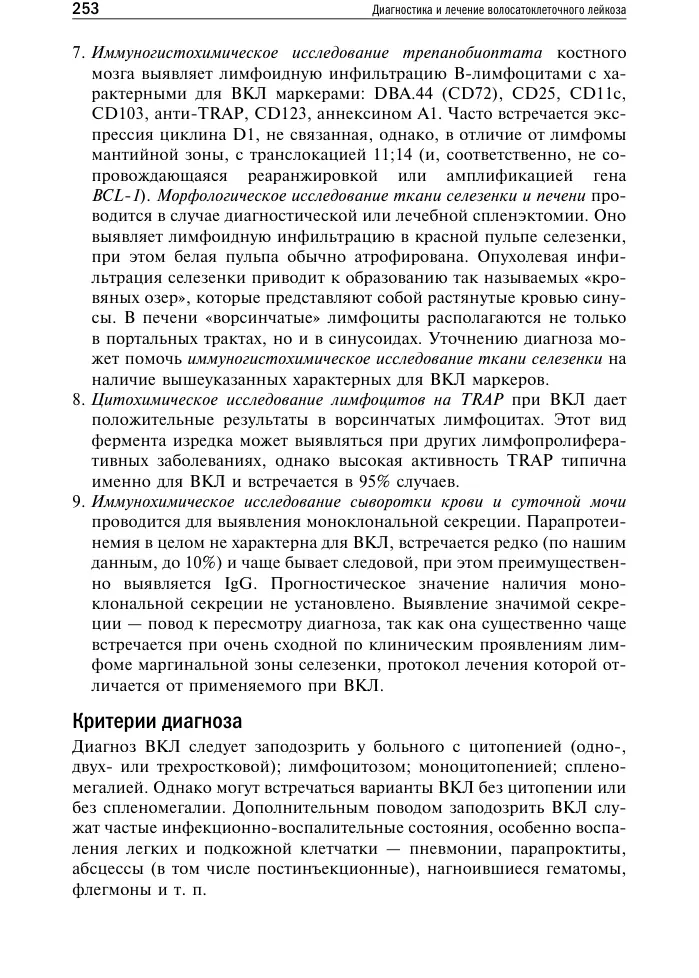 253
Диагностика и лечение волосатоклеточного лейкоза
7. Иммуногистохимическое исследование трепанобиоптата костного
мозга выявляет лимфоидную инфильтрацию В-лимфоцитами с ха-
рактерными для ВКЛ маркерами: DBA.44 (CD72), CD25, CD11c,
CD103, анти-TRAP, CD123, аннексином А1. Часто встречается экс-
прессия циклина D1, не связанная, однако, в отличие от лимфомы
мантийной зоны, с транслокацией 11;14 (и, соответственно, не со-
провождающаяся реаранжировкой или амплификацией гена
BCL-1). Морфологическое исследование ткани селезенки и печени про-
водится в случае диагностической или лечебной спленэктомии. Оно
выявляет лимфоидную инфильтрацию в красной пульпе селезенки,
при этом белая пульпа обычно атрофирована. Опухолевая инфи-
льтрация селезенки приводит к образованию так называемых «кро-
вяных озер», которые представляют собой растянутые кровью сину-
сы. В печени «ворсинчатые» лимфоциты располагаются не только
в портальных трактах, но и в синусоидах. Уточнению диагноза мо-
жет помочь иммуногистохимическое исследование ткани селезенки на
наличие вышеуказанных характерных для ВКЛ маркеров.
8. Цитохимическое исследование лимфоцитов на TRAP при ВКЛ дает
положительные результаты в ворсинчатых лимфоцитах. Этот вид
фермента изредка может выявляться при других лимфопролифера-
тивных заболеваниях, однако высокая активность TRAP типична
именно для ВКЛ и встречается в 95% случаев.
9. Иммунохимическое исследование сыворотки крови и суточной мочи
проводится для выявления моноклональной секреции. Парапротеи-
немия в целом не характерна для ВКЛ, встречается редко (по нашим
данным, до 10%) и чаще бывает следовой, при этом преимуществен-
но выявляется IgG. Прогностическое значение наличия моно-
клональной секреции не установлено. Выявление значимой секре-
ции — повод к пересмотру диагноза, так как она существенно чаще
встречается при очень сходной по клиническим проявлениям лим-
фоме маргинальной зоны селезенки, протокол лечения которой от-
личается от применяемого при ВКЛ.
Критерии диагноза
Диагноз ВКЛ следует заподозрить у больного с цитопенией (одно-,
двух- или трехростковой); лимфоцитозом; моноцитопенией; сплено-
мегалией. Однако могут встречаться варианты ВКЛ без цитопении или
без спленомегалии. Дополнительным поводом заподозрить ВКЛ слу-
жат частые инфекционно-воспалительные состояния, особенно воспа-
ления легких и подкожной клетчатки — пневмонии, парапроктиты,
абсцессы (в том числе постинъекционные), нагноившиеся гематомы,
флегмоны и т. п.